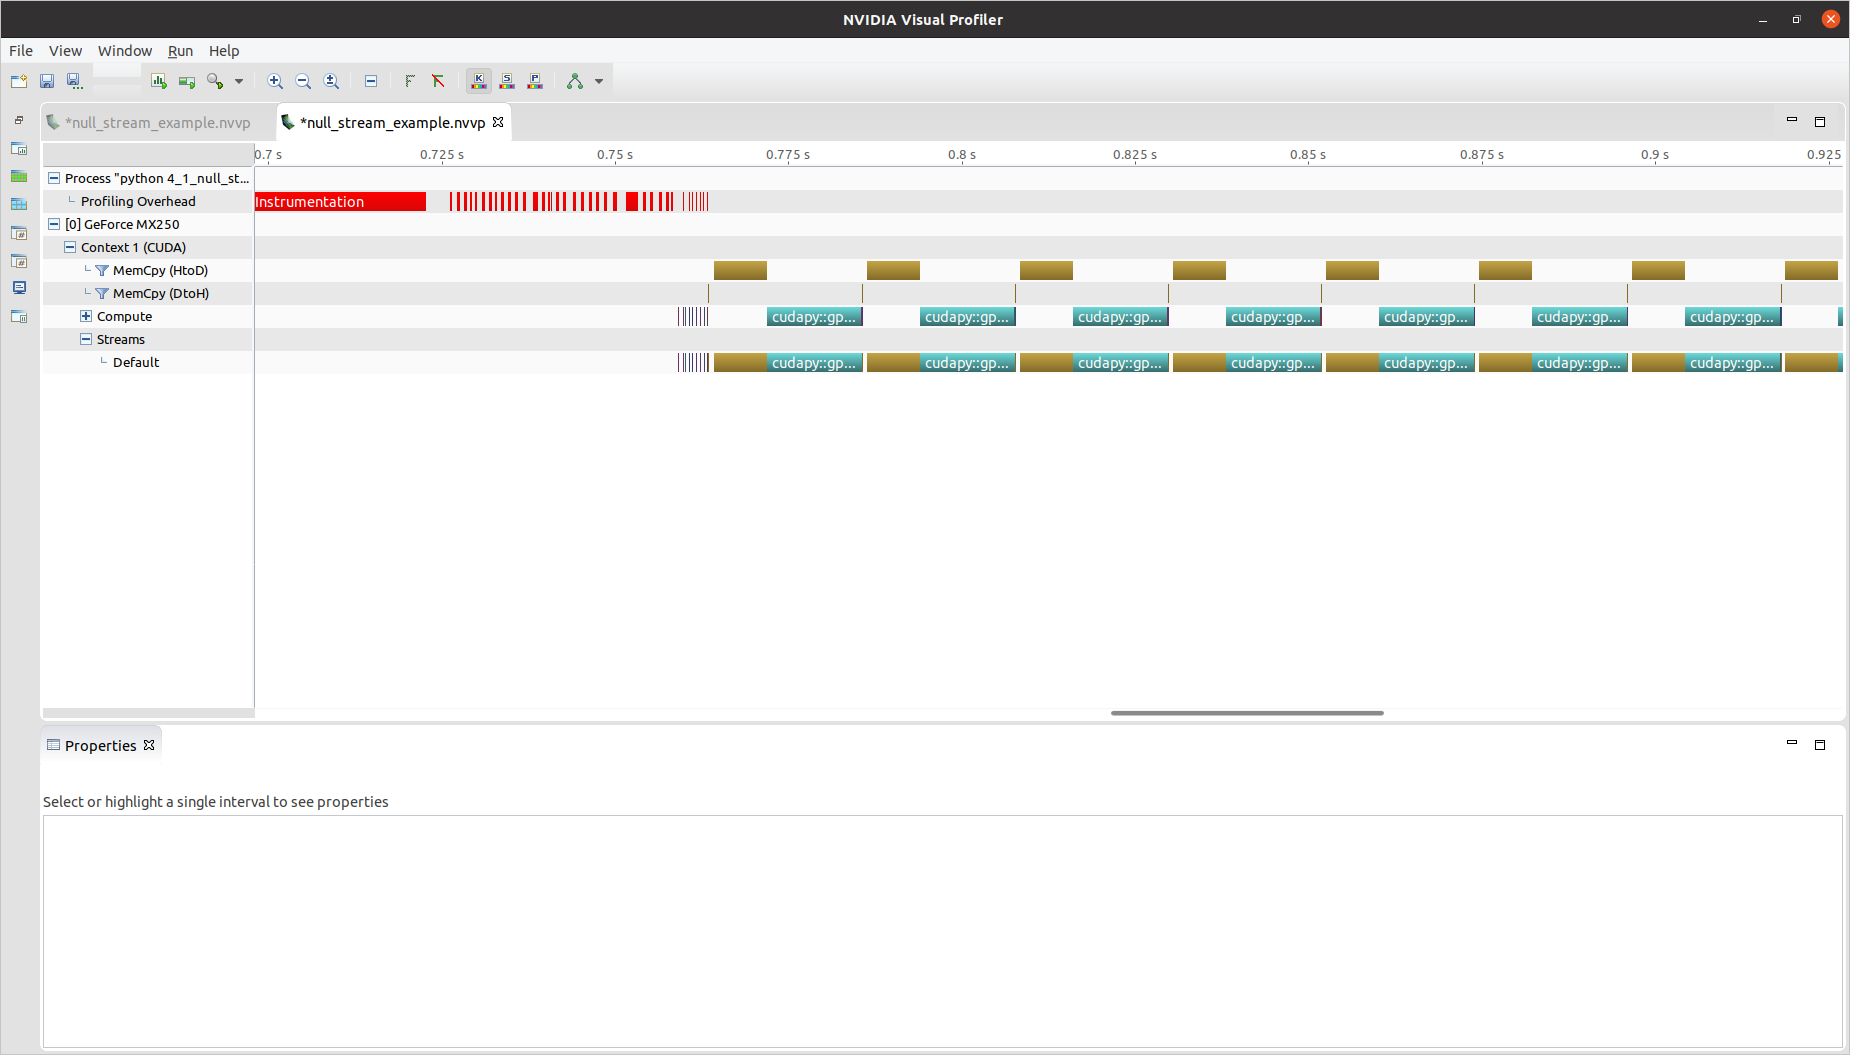 NVIDIA Visual Profiler
File View Window Run Help
*null_stream_example.nvvp *null_stream_example.nvvp
0.7 s 0.725 s 0.75 s 0.775 s 0.8 s 0.825 s 0.85 s 0.875 s 0.9 s 0.925
Process "python 4_1_null_st...
Profiling Overhead Instrumentation
[0] GeForce MX250
Context 1 (CUDA)
MemCpy (HtoD)
MemCpy (DtoH)
Compute cudapy::gp... cudapy::gp... cudapy::gp... cudapy::gp... cudapy::gp... cudapy::gp... cudapy::gp...
Streams
Default cudapy::gp... cudapy::gp... cudapy::gp... cudapy::gp... cudapy::gp... cudapy::gp... cudapy::gp...
Properties
Select or highlight a single interval to see properties